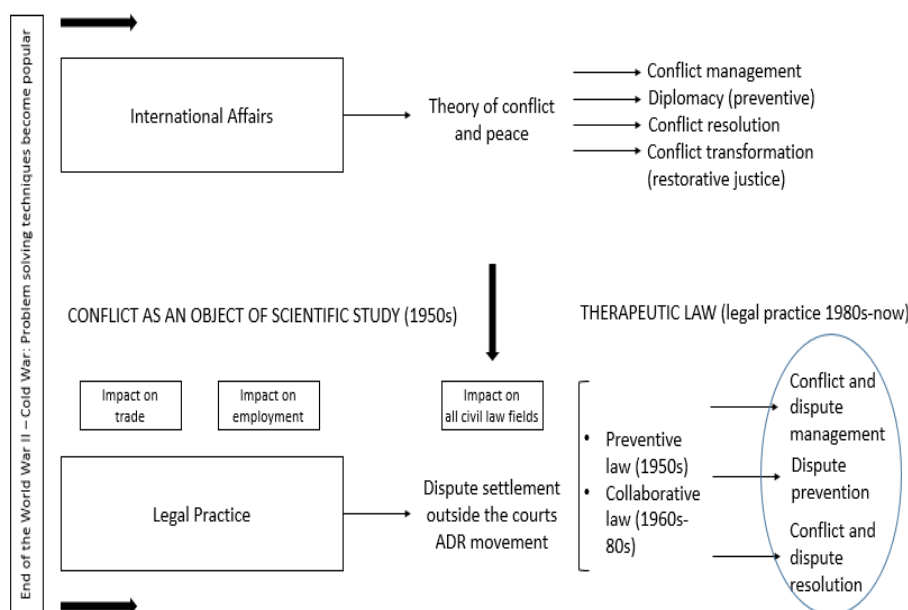 End of the World War II – Cold War: Problem solving techniques become popular
International Affairs
Theory of conflict
and peace
Conflict management
Diplomacy (preventive)
Conflict resolution
Conflict transformation
(restorative justice)
CONFLICT AS AN OBJECT OF SCIENTIFIC STUDY (1950s)
THERAPEUTIC LAW (legal practice 1980s-now)
Impact on
trade
Impact on
employment
Impact on
all civil law fields
Legal Practice
Dispute settlement
outside the courts
ADR movement
• Preventive
law (1950s)
• Collaborative
law (1960s-
80s)
Conflict and
dispute
management
Dispute
prevention
Conflict and
dispute
resolution